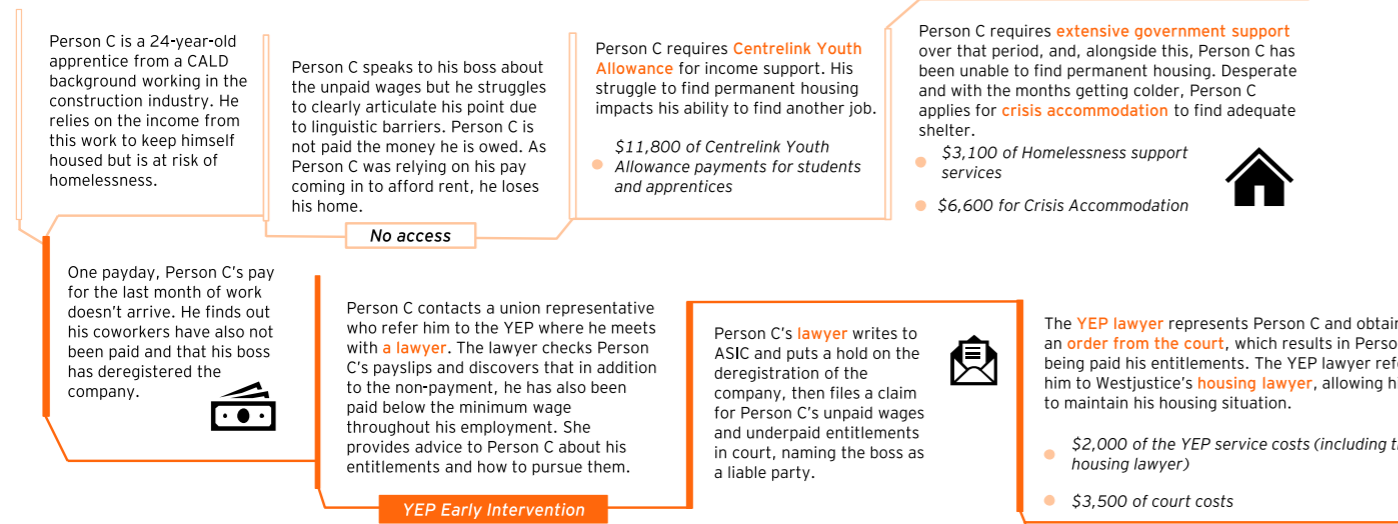 Person C is a 24-year-old
apprentice from a CALD
background working in the
construction industry. He
relies on the income from
this work to keep himself
housed but is at risk of
homelessness.
One payday, Person C's pay
for the last month of work
doesn't arrive. He finds out
his coworkers have also not
been paid and that his boss
has deregistered the
company.
Person C speaks to his boss about
the unpaid wages but he struggles
to clearly articulate his point due
to linguistic barriers. Person C is
not paid the money he is owed. As
Person C was relying on his pay
coming in to afford rent, he loses
his home.
No access
Person C requires Centrelink Youth
Allowance for income support. His
struggle to find permanent housing
impacts his ability to find another job.
$11,800 of Centrelink Youth
Allowance payments for students
and apprentices
Person C requires extensive government support
over that period, and, alongside this, Person C has
been unable to find permanent housing. Desperate
and with the months getting colder, Person C
applies for crisis accommodation to find adequate
shelter.
$3,100 of Homelessness support
services
$6,600 for Crisis Accommodation
Person C contacts a union representative
who refer him to the YEP where he meets
with a lawyer. The lawyer checks Person
C's payslips and discovers that in addition
to the non-payment, he has also been
paid below the minimum wage
throughout his employment. She
provides advice to Person C about his
entitlements and how to pursue them.
YEP Early Intervention
Person C's lawyer writes to
ASIC and puts a hold on the
deregistration of the
company, then files a claim
for Person C's unpaid wages
and underpaid entitlements
in court, naming the boss as
a liable party.
The YEP lawyer represents Person C and
an order from the court, which results in
being paid his entitlements. The YEP lawyer
him to Westjustice's housing lawyer, allowing
to maintain his housing situation.
$2,000 of the YEP service costs (including
housing lawyer)
$3,500 of court costs